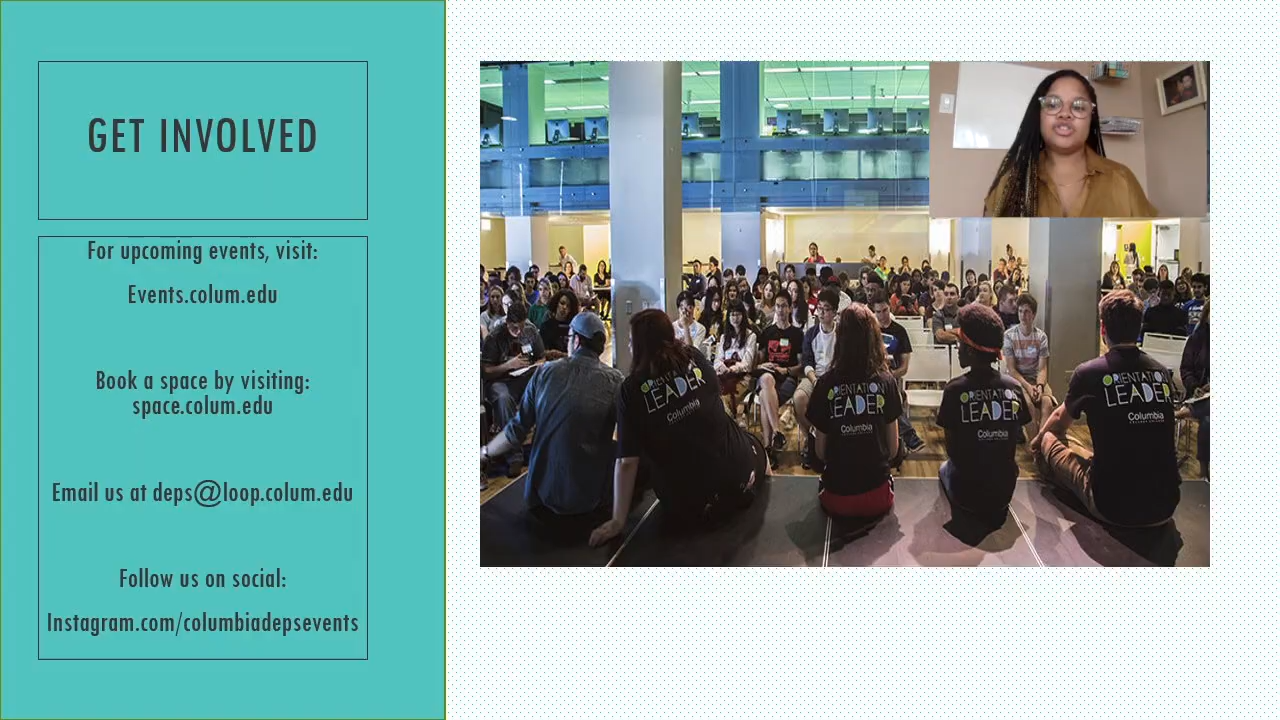 GET INVOLVED
For upcoming events, visit:
Events.colum.edu
Book a space by visiting:
space.colum.edu
Email us at deps@loop.colum.edu
Follow us on social:
Instagram.com/columbiadepsevents
ORIENTATION
LEADER
Columbia
ORIENTATION
LEADER
Columbia
ORIENTATION
LEADER
Columbia
ORIENTATION
LEADER
Columbia